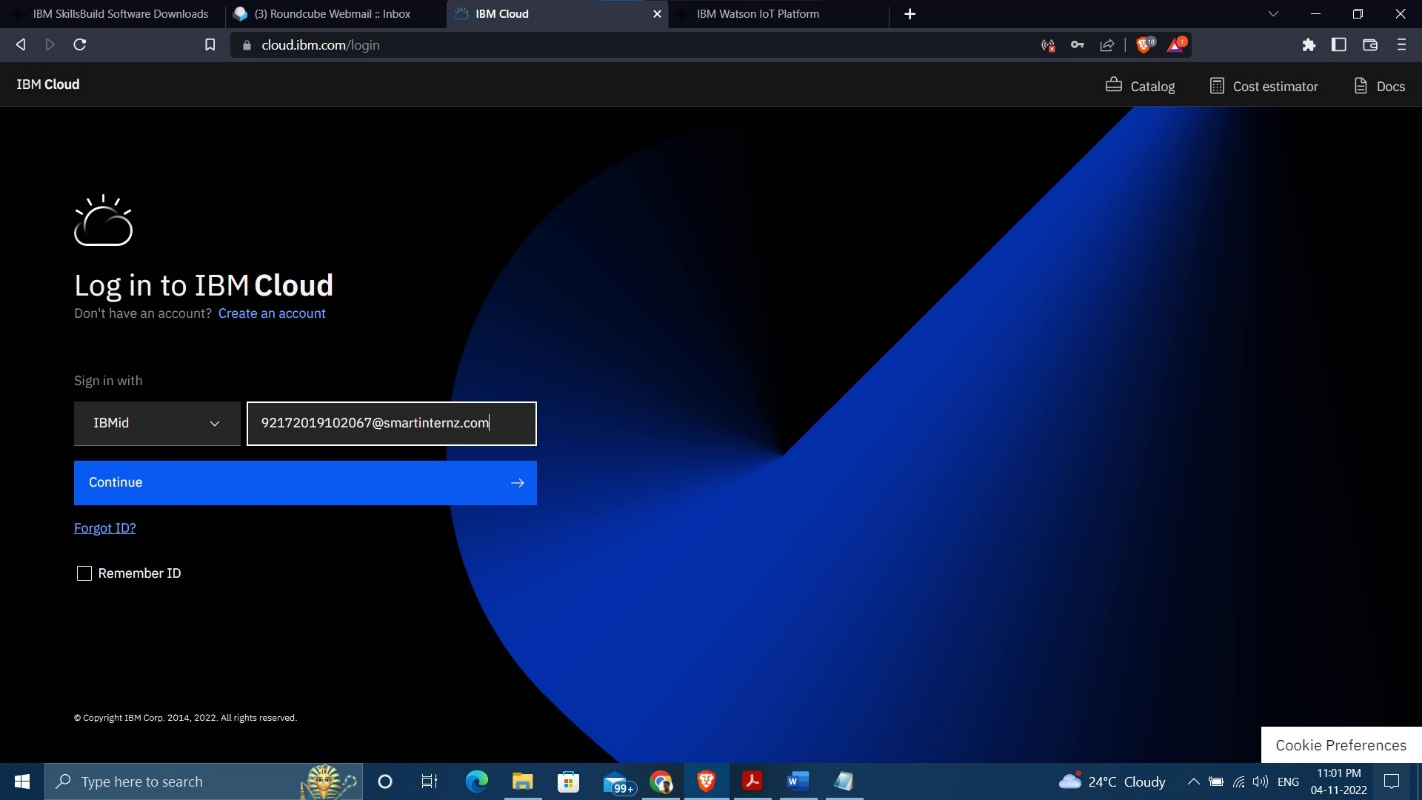 IBM SkillsBuild Software Downloads
(3) Roundcube Webmail :: Inbox
IBM Cloud
IBM Watson IoT Platform
cloud.ibm.com/login
18
1
IBM Cloud
Catalog
Cost estimator
Docs
Log in to IBM Cloud
Don't have an account? Create an account
Sign in with
IBMid
92172019102067@smartinternz.com
Continue
Forgot ID?
Remember ID
© Copyright IBM Corp. 2014, 2022. All rights reserved.
Cookie Preferences
Type here to search
99+
24°C Cloudy
ENG
11:01 PM
04-11-2022